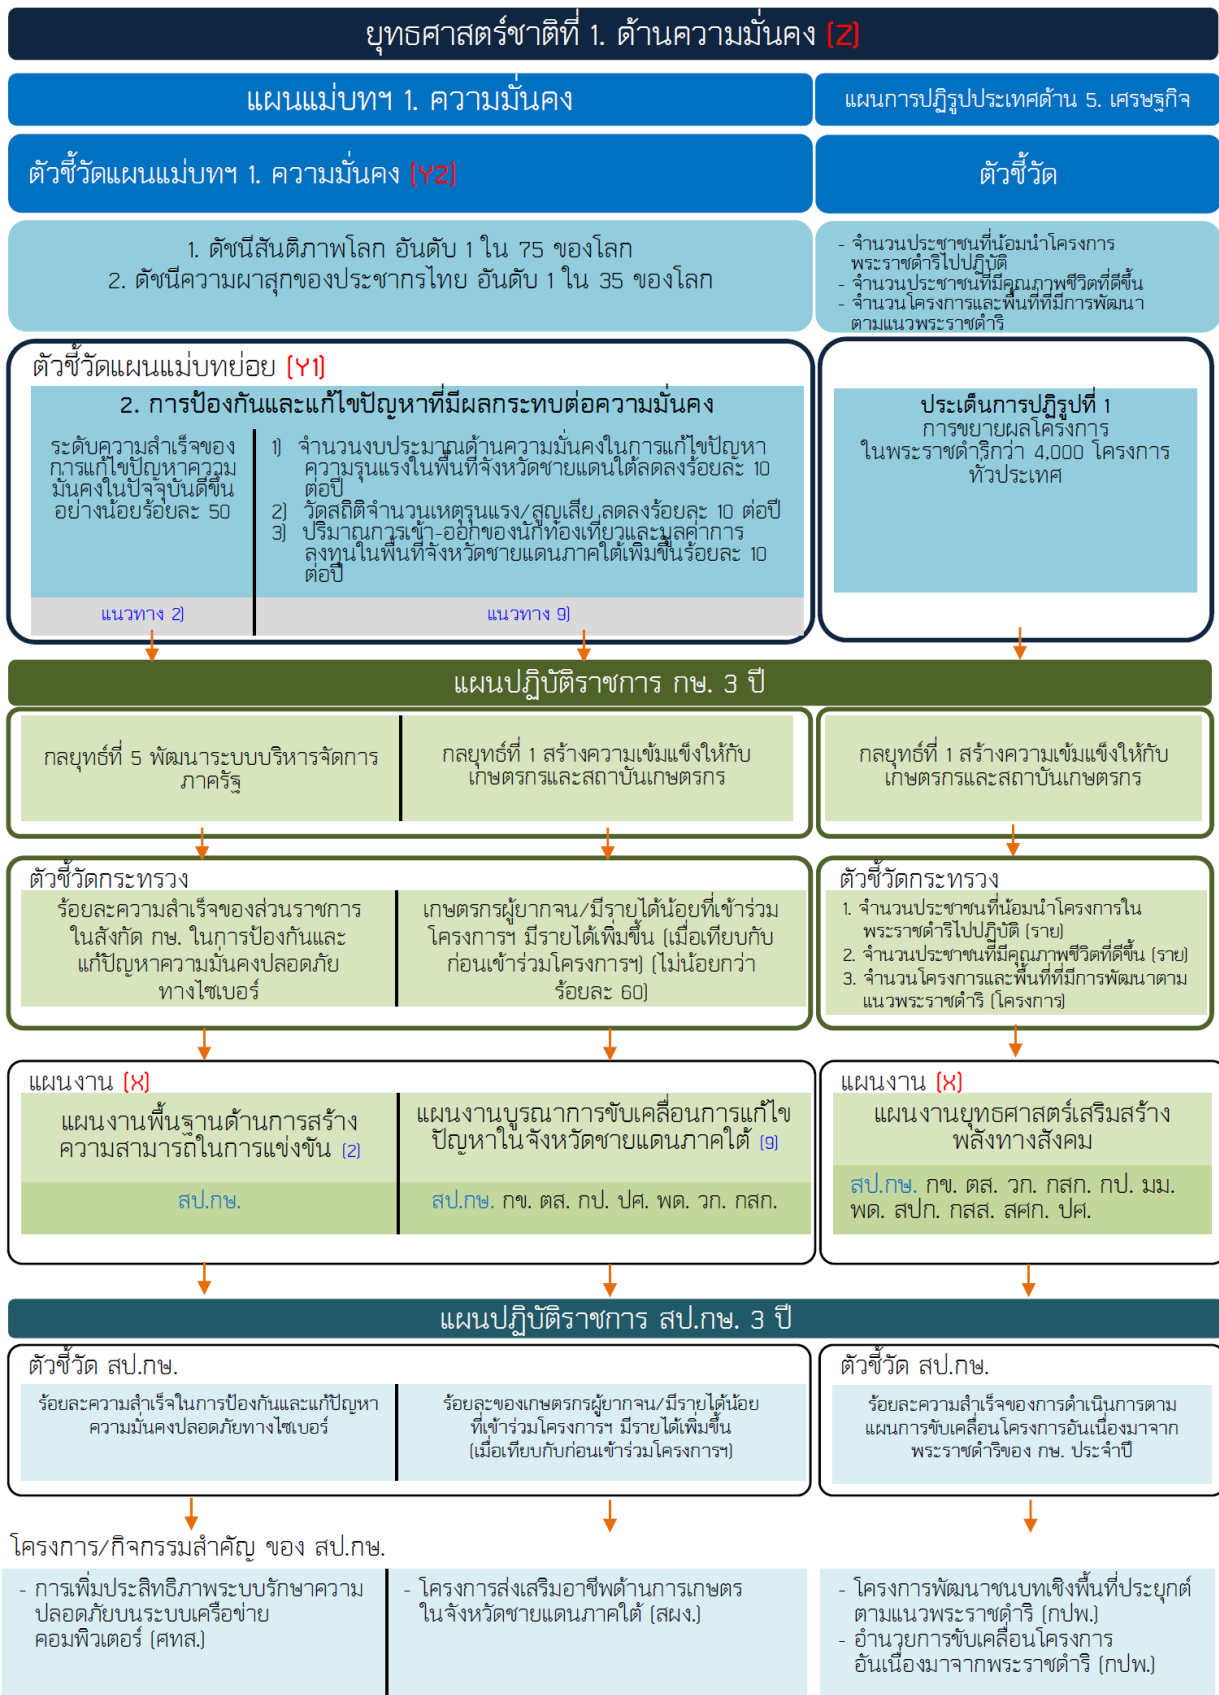 ยุทธศาสตร์ชาติที่ 1. ด้านความมั่นคง (Z)
แผนแม่บทฯ 1. ความมั่นคง
แผนการปฏิรูปประเทศด้าน 5. เศรษฐกิจ
ตัวชี้วัดแผนแม่บทฯ 1. ความมั่นคง (Y2)
ตัวชี้วัด
1. ดัชนีสันติภาพโลก อันดับ 1 ใน 75 ของโลก
2. ดัชนีความผาสุกของประชากรไทย อันดับ 1 ใน 35 ของโลก
- จำนวนประชาชนที่น้อมนำโครงการ
พระราชดำริไปปฏิบัติ
- จำนวนประชาชนที่มีคุณภาพชีวิตที่ดีขึ้น
- จำนวนโครงการและพื้นที่ที่มีการพัฒนา
ตามแนวพระราชดำริ
ตัวชี้วัดแผนแม่บทย่อย (Y1)
2. การป้องกันและแก้ไขปัญหาที่มีผลกระทบต่อความมั่นคง
ระดับความสำเร็จของ
การแก้ไขปัญหาความ
มั่นคงในปัจจุบันดีขึ้น
อย่างน้อยร้อยละ 50
1) จำนวนงบประมาณด้านความมั่นคงในการแก้ไขปัญหา
ความรุนแรงในพื้นที่จังหวัดชายแดนใต้ลดลงร้อยละ 10
ต่อปี
2) วัดสถิติจำนวนเหตุรุนแรง/สูญเสีย ลดลงร้อยละ 10 ต่อปี
3) ปริมาณการเข้า-ออกของนักท่องเที่ยวและมูลค่าการ
ลงทุนในพื้นที่จังหวัดชายแดนภาคใต้เพิ่มขึ้นร้อยละ 10
ต่อปี
แนวทาง 2)
แนวทาง 9)
ประเด็นการปฏิรูปที่ 1
การขยายผลโครงการ
ในพระราชดำริกว่า 4,000 โครงการ
ทั่วประเทศ
แผนปฏิบัติราชการ กษ. 3 ปี
กลยุทธ์ที่ 5 พัฒนาระบบบริหารจัดการ
ภาครัฐ
กลยุทธ์ที่ 1 สร้างความเข้มแข็งให้กับ
เกษตรกรและสถาบันเกษตรกร
กลยุทธ์ที่ 1 สร้างความเข้มแข็งให้กับ
เกษตรกรและสถาบันเกษตรกร
ตัวชี้วัดกระทรวง
ร้อยละความสำเร็จของส่วนราชการ
ในสังกัด กษ. ในการป้องกันและ
แก้ปัญหาความมั่นคงปลอดภัย
ทางไซเบอร์
เกษตรกรผู้ยากจน/มีรายได้น้อยที่เข้าร่วม
โครงการฯ มีรายได้เพิ่มขึ้น (เมื่อเทียบกับ
ก่อนเข้าร่วมโครงการฯ) (ไม่น้อยกว่า
ร้อยละ 60)
ตัวชี้วัดกระทรวง
1. จำนวนประชาชนที่น้อมนำโครงการใน
พระราชดำริไปปฏิบัติ (ราย)
2. จำนวนประชาชนที่มีคุณภาพชีวิตที่ดีขึ้น (ราย)
3. จำนวนโครงการและพื้นที่ที่มีการพัฒนาตาม
แนวพระราชดำริ (โครงการ)
แผนงาน (X)
แผนงานพื้นฐานด้านการสร้าง
ความสามารถในการแข่งขัน (2)
สป.กษ.
แผนงานบูรณาการขับเคลื่อนการแก้ไข
ปัญหาในจังหวัดชายแดนภาคใต้ (9)
สป.กษ. กข. ตส. กป. ปศ. พด. วก. กสก.
แผนงาน (X)
แผนงานยุทธศาสตร์เสริมสร้าง
พลังทางสังคม
สป.กษ. กข. ตส. วก. กสก. กป. มม.
พด. สปก. กสส. สศก. ปศ.
แผนปฏิบัติราชการ สป.กษ. 3 ปี
ตัวชี้วัด สป.กษ.
ร้อยละความสำเร็จในการป้องกันและแก้ปัญหา
ความมั่นคงปลอดภัยทางไซเบอร์
ร้อยละของเกษตรกรผู้ยากจน/มีรายได้น้อย
ที่เข้าร่วมโครงการฯ มีรายได้เพิ่มขึ้น
(เมื่อเทียบกับก่อนเข้าร่วมโครงการฯ)
ตัวชี้วัด สป.กษ.
ร้อยละความสำเร็จของการดำเนินการตาม
แผนการขับเคลื่อนโครงการอันเนื่องมาจาก
พระราชดำริของ กษ. ประจำปี
โครงการ/กิจกรรมสำคัญ ของ สป.กษ.
- การเพิ่มประสิทธิภาพระบบรักษาความ
ปลอดภัยบนระบบเครือข่าย
คอมพิวเตอร์ (ศทส.)
- โครงการส่งเสริมอาชีพด้านการเกษตร
ในจังหวัดชายแดนภาคใต้ (สผง.)
- โครงการพัฒนาชนบทเชิงพื้นที่ประยุกต์
ตามแนวพระราชดำริ (กปพ.)
- อำนวยการขับเคลื่อนโครงการ
อันเนื่องมาจากพระราชดำริ (กปพ.)